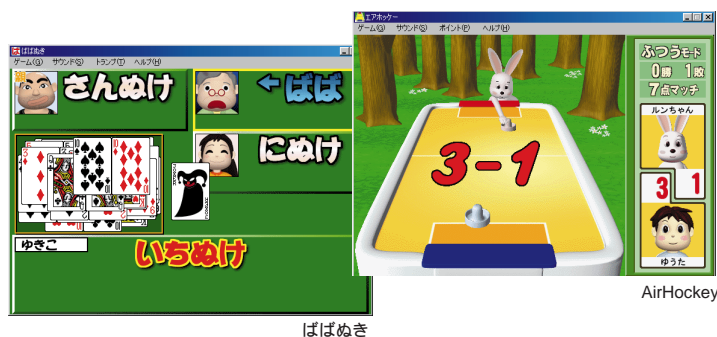 ばばぬき
ゲーム(G) サウンド(S) トランプ(T) ヘルプ(H)
さんぬけ
←ばば
にぬけ
ゆきこ
いちぬけ
ばばぬき
エアホッケー
ゲーム(G) サウンド(S) ポイント(P) ヘルプ(H)
ふつうモード
0勝 1敗
7点マッチ
ルンちゃん
3-1
3 1
ゆうた
AirHockey